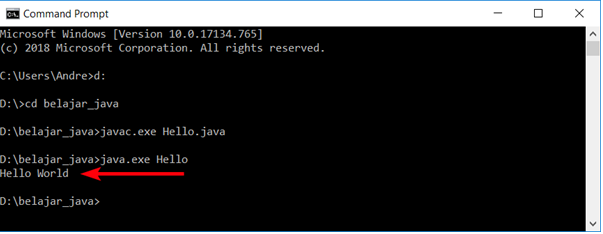 Command Prompt
Microsoft Windows [Version 10.0.17134.765]
(c) 2018 Microsoft Corporation. All rights reserved.
C:\Users\Andre>d:
D:\>cd belajar_java
D:\belajar_java>javac.exe Hello.java
D:\belajar_java>java.exe Hello
Hello World
D:\belajar_java>